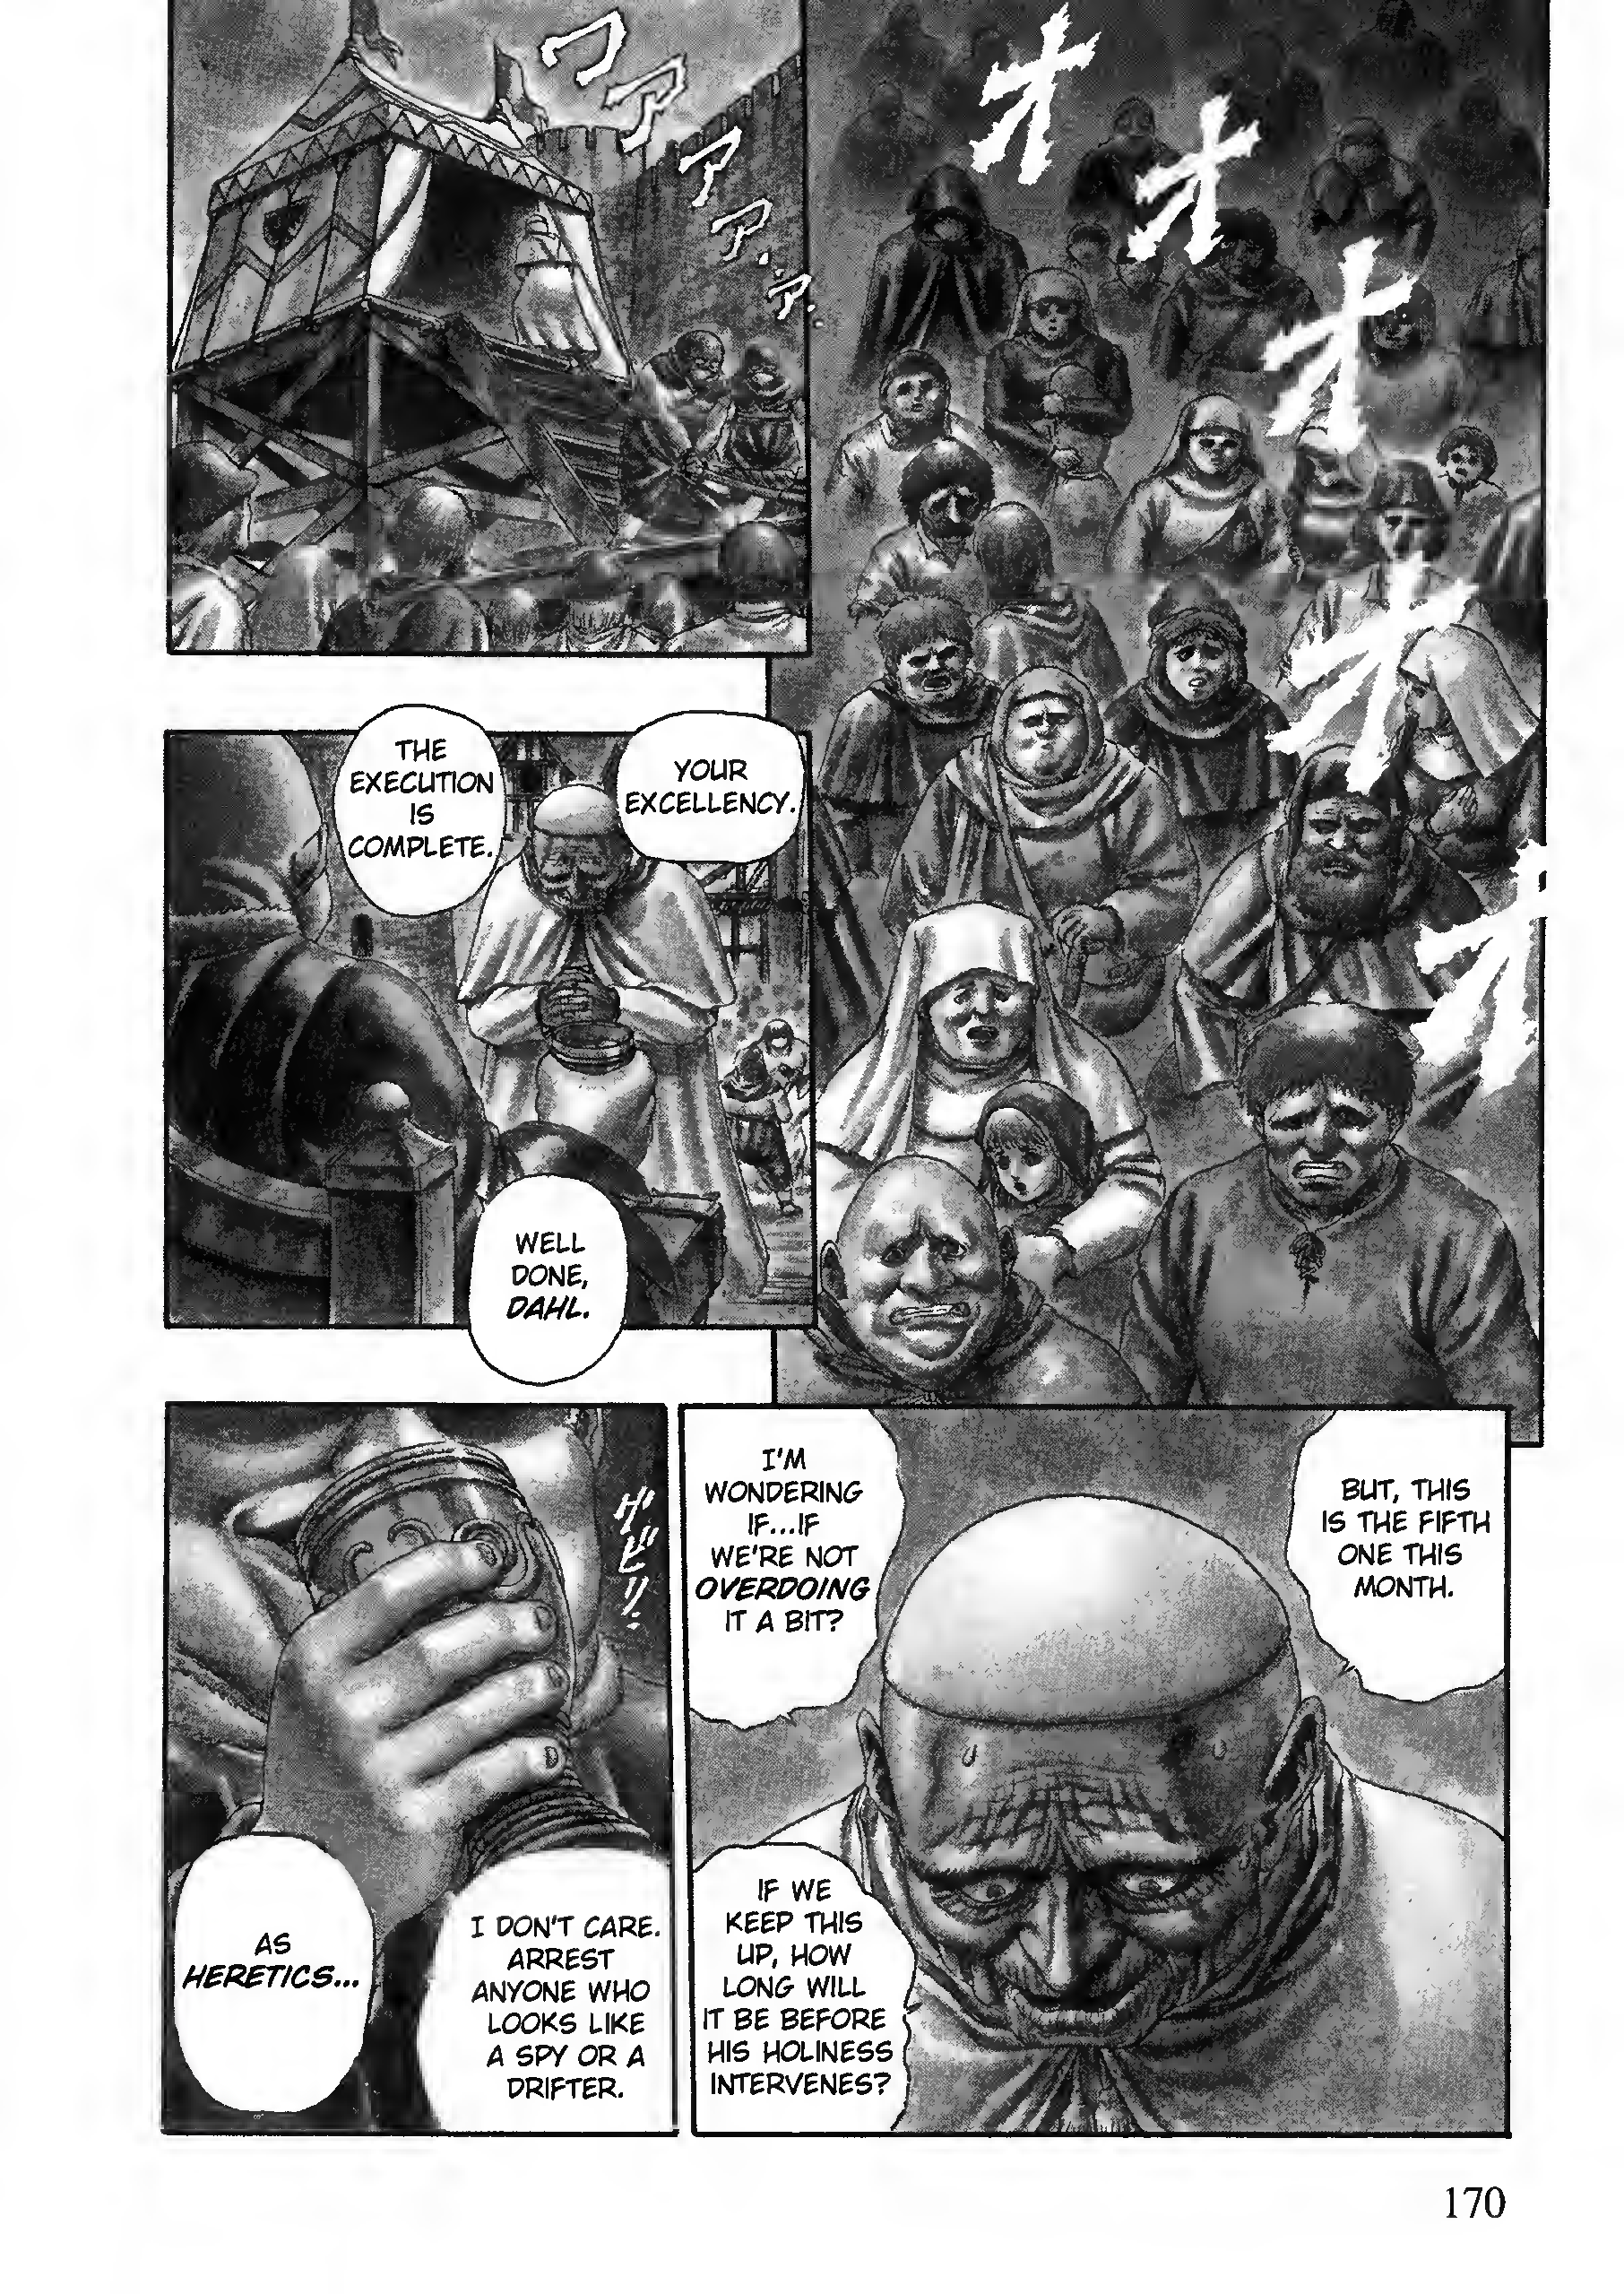 オオオオオ
ワアアア…ア…
YOUR
EXCELLENCY.
THE
EXECUTION
IS
COMPLETE.
WELL
DONE,
DAHL.
BUT, THIS
IS THE FIFTH
ONE THIS
MONTH.
I'M
WONDERING
IF...IF
WE'RE NOT
OVERDOING
IT A BIT?
IF WE
KEEP THIS
UP, HOW
LONG WILL
IT BE BEFORE
HIS HOLINESS
INTERVENES?
グビリ・
I DON'T CARE.
ARREST
ANYONE WHO
LOOKS LIKE
A SPY OR A
DRIFTER.
AS
HERETICS...
170